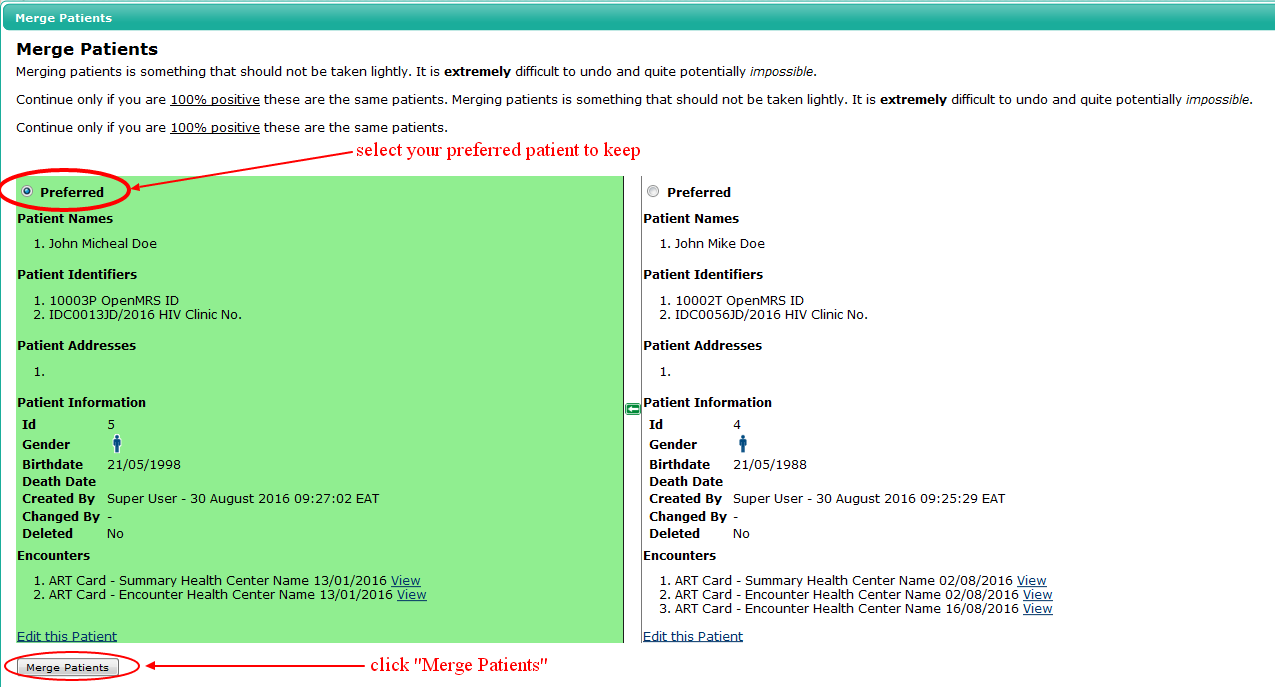 Merge Patients
Merge Patients
Merging patients is something that should not be taken lightly. It is extremely difficult to undo and quite potentially impossible.
Continue only if you are 100% positive these are the same patients. Merging patients is something that should not be taken lightly. It is extremely difficult to undo and quite potentially impossible.
Continue only if you are 100% positive these are the same patients.
select your preferred patient to keep
Preferred
Patient Names
1. John Micheal Doe
Patient Identifiers
1. 10003P OpenMRS ID
2. IDC0013JD/2016 HIV Clinic No.
Patient Addresses
1.
Patient Information
Id 5
Gender
Birthdate 21/05/1998
Death Date
Created By Super User - 30 August 2016 09:27:02 EAT
Changed By -
Deleted No
Encounters
1. ART Card - Summary Health Center Name 13/01/2016 View
2. ART Card - Encounter Health Center Name 13/01/2016 View
Edit this Patient
Preferred
Patient Names
1. John Mike Doe
Patient Identifiers
1. 10002T OpenMRS ID
2. IDC0056JD/2016 HIV Clinic No.
Patient Addresses
1.
Patient Information
Id 4
Gender
Birthdate 21/05/1988
Death Date
Created By Super User - 30 August 2016 09:25:29 EAT
Changed By -
Deleted No
Encounters
1. ART Card - Summary Health Center Name 02/08/2016 View
2. ART Card - Encounter Health Center Name 02/08/2016 View
3. ART Card - Encounter Health Center Name 16/08/2016 View
Edit this Patient
Merge Patients
click "Merge Patients"